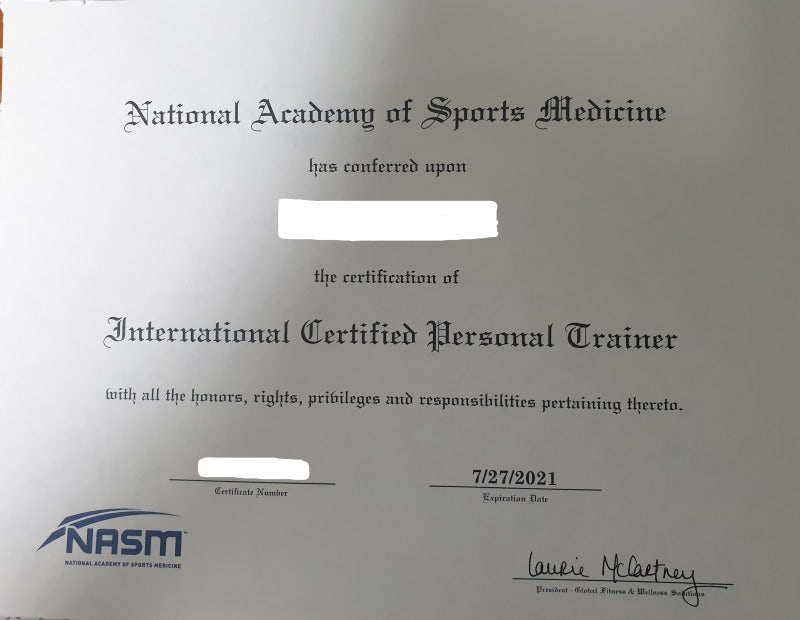 National Academy of Sports Medicine
has conferred upon
the certification of
International Certified Personal Trainer
with all the honors, rights, privileges and responsibilities pertaining thereto.
7/27/2021
Certificate Number
Expiration Date
NASM™
NATIONAL ACADEMY OF SPORTS MEDICINE
Laurie McCartney
President - Global Fitness & Wellness Solutions